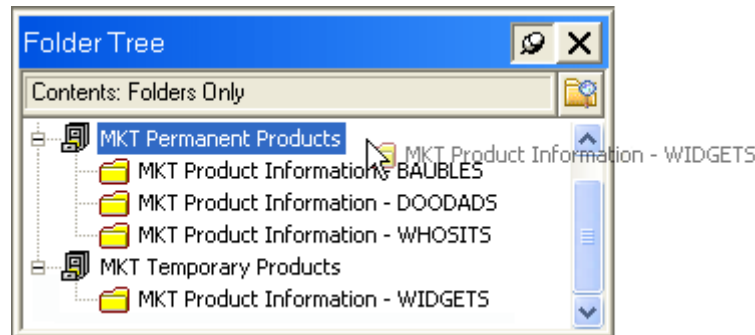 Folder Tree
Contents: Folders Only
MKT Permanent Products
MKT Product Information - WIDGETS
MKT Product Information - BAUBLES
MKT Product Information - DOODADS
MKT Product Information - WHOSITS
MKT Temporary Products
MKT Product Information - WIDGETS